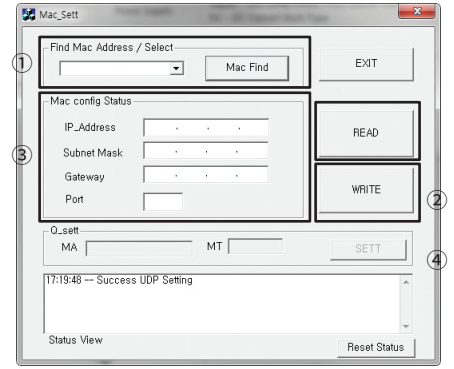 Mac_Sett
Find Mac Address / Select
①
Mac Find
EXIT
Mac config Status
IP_Address
READ
③
Subnet Mask
Gateway
WRITE
②
Port
Q_sett
MA
MT
SETT
④
17:19:48 -- Success UDP Setting
Status View
Reset Status